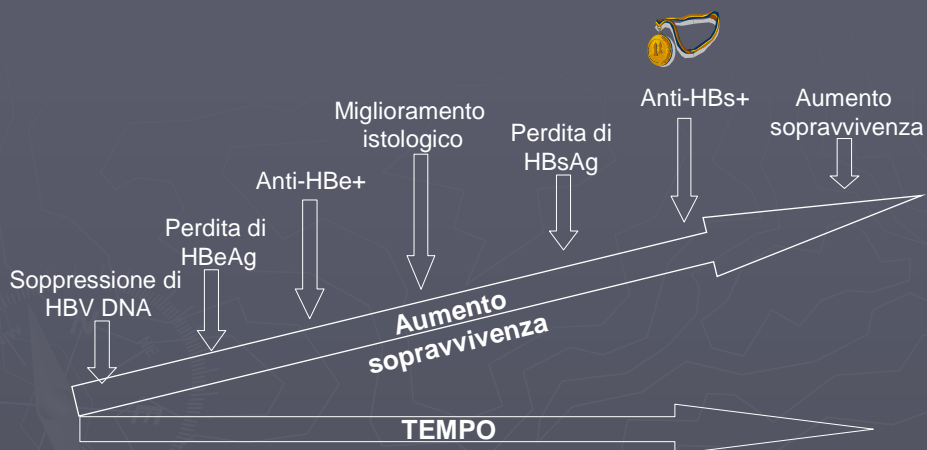 Soppressione di
HBV DNA
Perdita di
HBeAg
Anti-HBe+
Miglioramento
istologico
Perdita di
HBsAg
Anti-HBs+
Aumento
sopravvivenza
Aumento
sopravvivenza
TEMPO